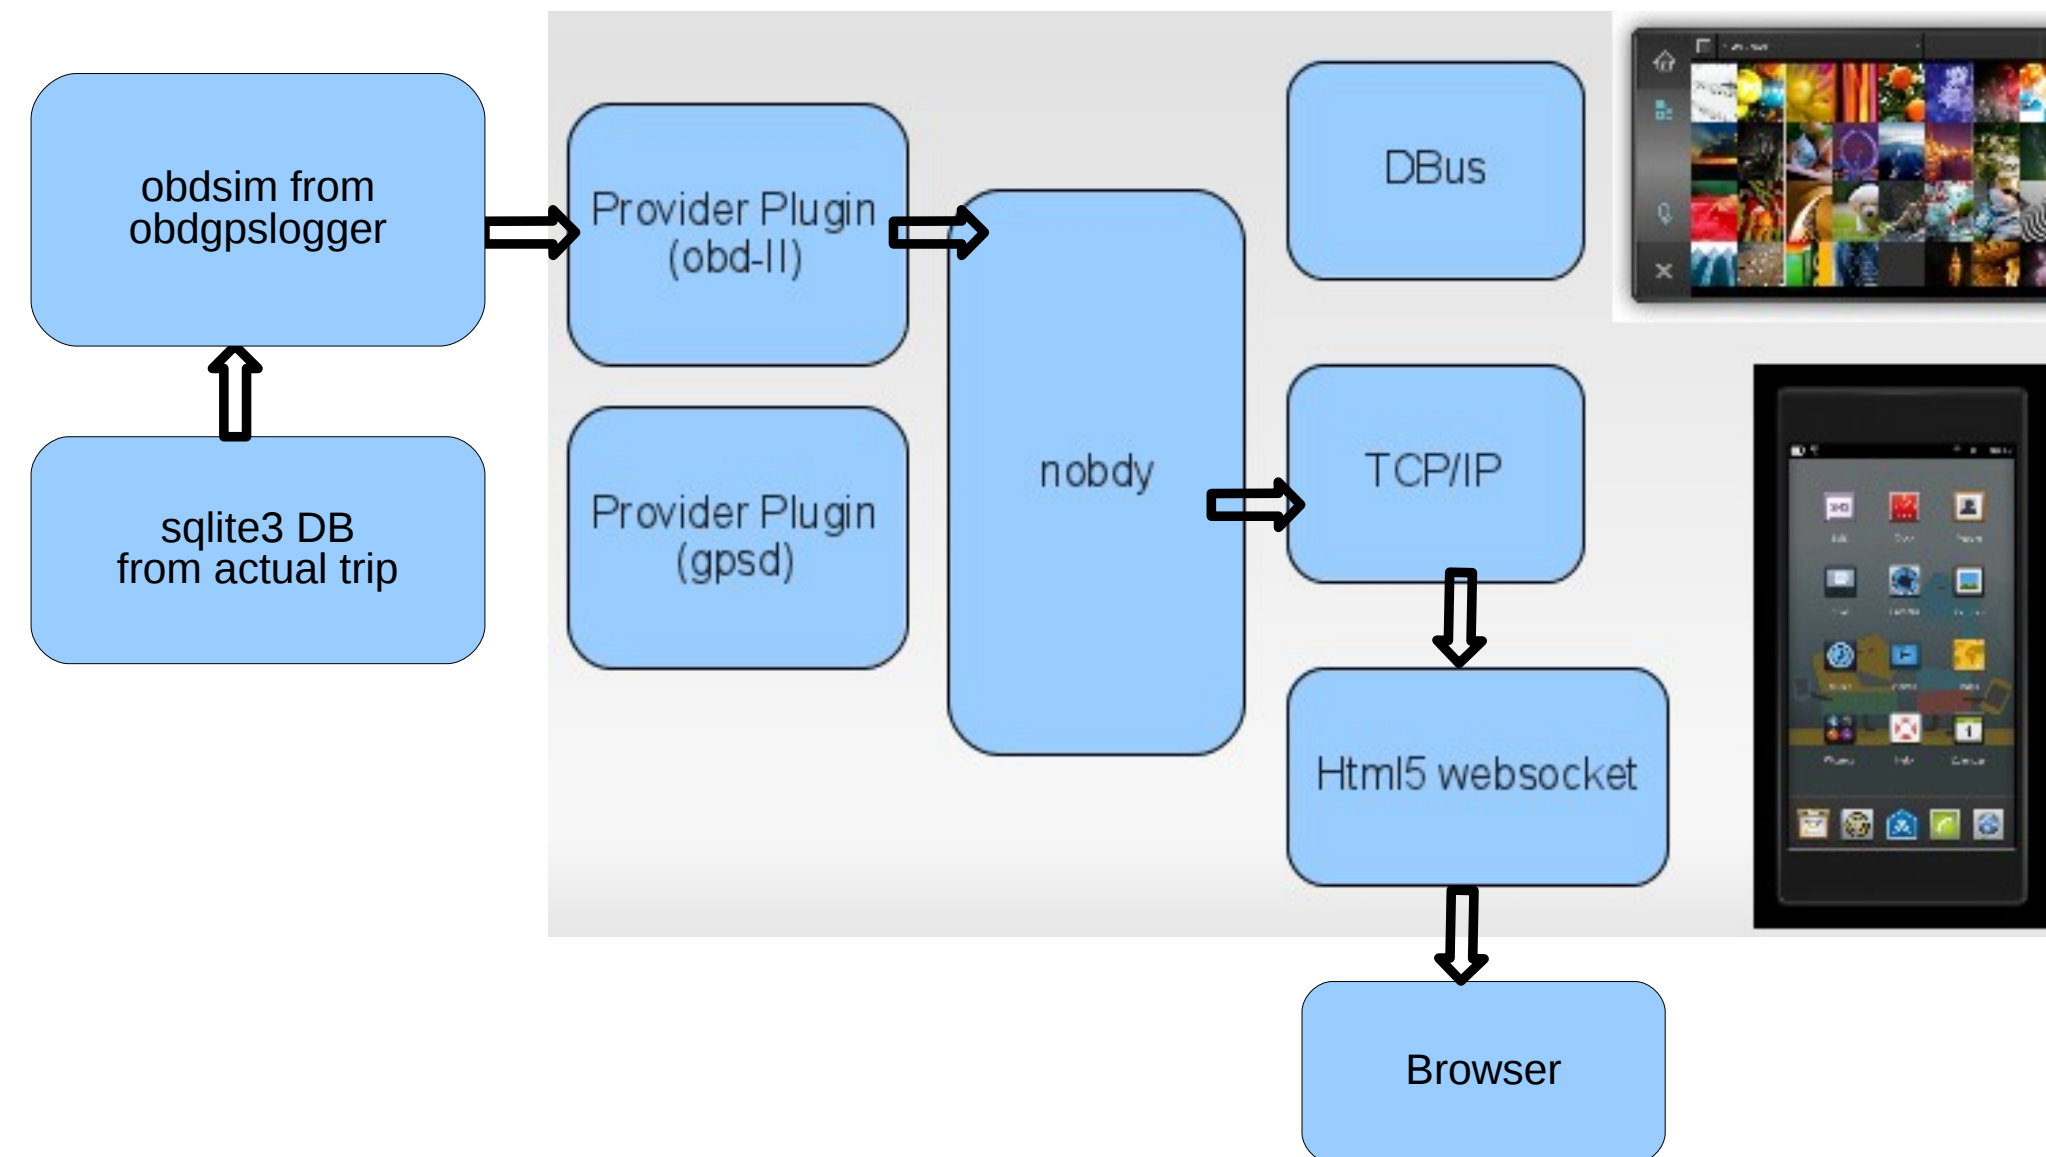 obdsim from
obdgpslogger
sqlite3 DB
from actual trip
Provider Plugin
(obd-II)
Provider Plugin
(gpsd)
nobdy
DBus
TCP/IP
Html5 websocket
Browser